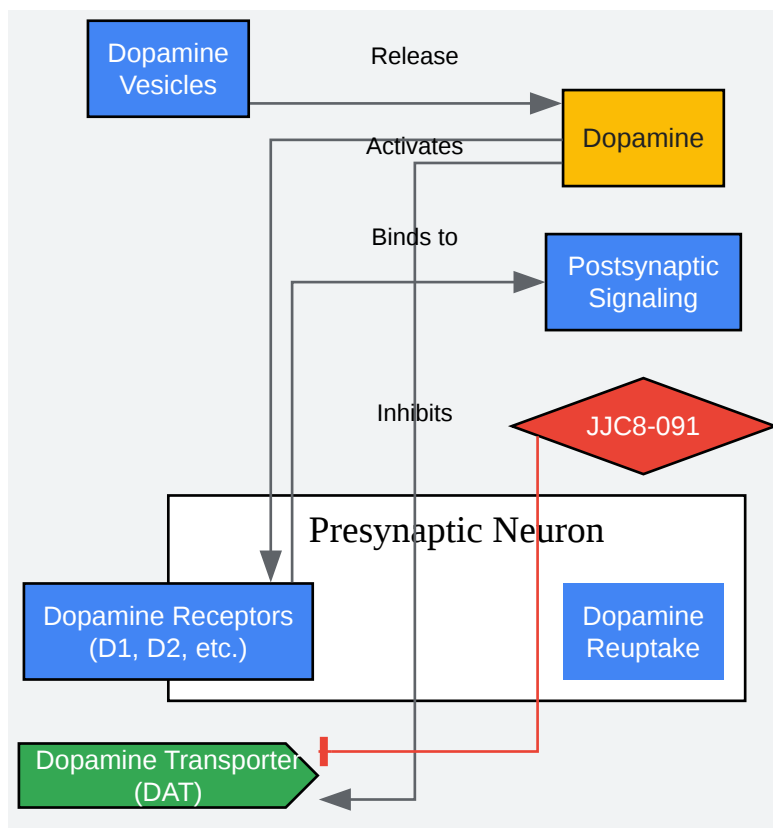 Dopamine
Vesicles
Release
Dopamine
Activates
Binds to
Postsynaptic
Signaling
Inhibits
JJC8-091
Presynaptic Neuron
Dopamine Receptors
(D1, D2, etc.)
Dopamine
Reuptake
Dopamine Transporter
(DAT)